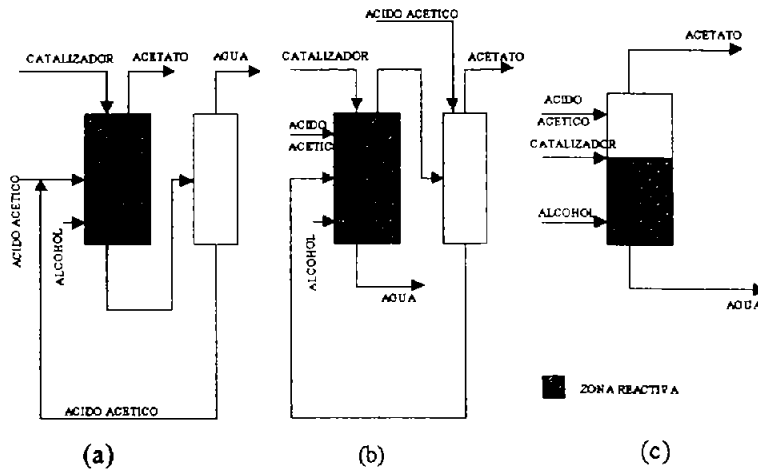 CATALIZADOR
ACETATO
AGUA
ACIDO ACETICO
ALCOHOL
ACIDO ACETICO
(a)
ACIDO ACETICO
CATALIZADOR
ACETATO
ACIDO
ACETIC
ALCOHOL
AGUA
(b)
ACETATO
ACIDO
ACETICO
CATALIZADOR
ALCOHOL
AGUA
ZONA REACTIVA
(c)